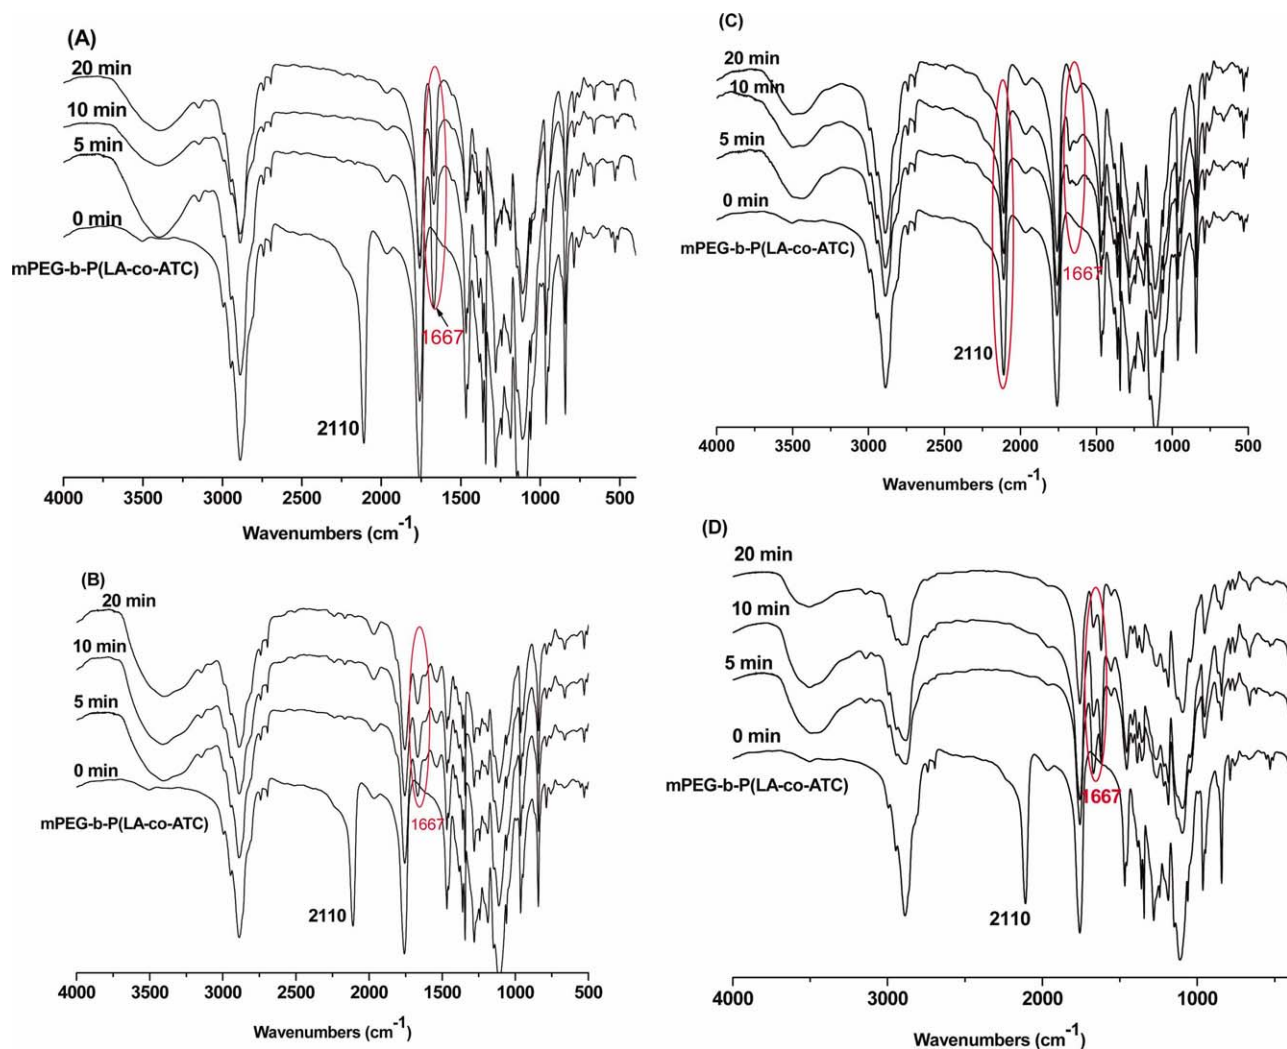 (A)
20 min
10 min
5 min
0 min
mPEG-b-P(LA-co-ATC)
1667
2110
4000 3500 3000 2500 2000 1500 1000 500
Wavenumbers (cm-1)
(B)
20 min
10 min
5 min
0 min
mPEG-b-P(LA-co-ATC)
1667
2110
4000 3500 3000 2500 2000 1500 1000 500
Wavenumbers (cm-1)
(C)
20 min
10 min
5 min
0 min
mPEG-b-P(LA-co-ATC)
1667
2110
4000 3500 3000 2500 2000 1500 1000 500
Wavenumbers (cm-1)
(D)
20 min
10 min
5 min
0 min
mPEG-b-P(LA-co-ATC)
1667
2110
4000 3000 2000 1000
Wavenumbers (cm-1)